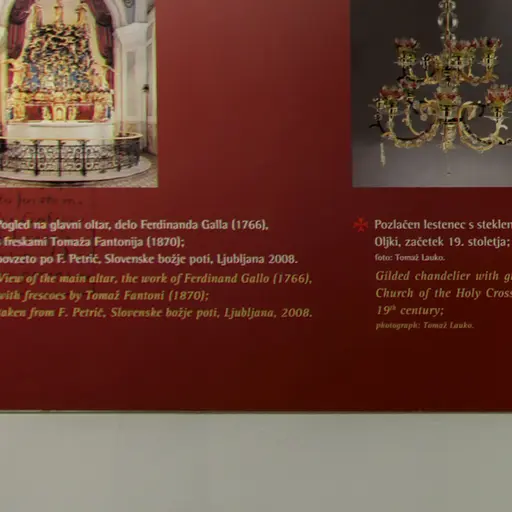 Pogled na glavni oltar, delo Ferdinanda Galla (1766),
s freskami Tomaža Fantonija (1870);
povzeto po F. Petrič, Slovenske božje poti, Ljubljana 2008.
View of the main altar, the work of Ferdinand Gallo (1766),
with frescoes by Tomaž Fantoni (1870);
taken from F. Petrič, Slovenske božje poti, Ljubljana, 2008.
Pozlačen lestenec s steklen
Oljki, začetek 19. stoletja;
foto: Tomaž Lauko.
Gilded chandelier with gl
Church of the Holy Cross
19th century;
photograph: Tomaž Lauko.